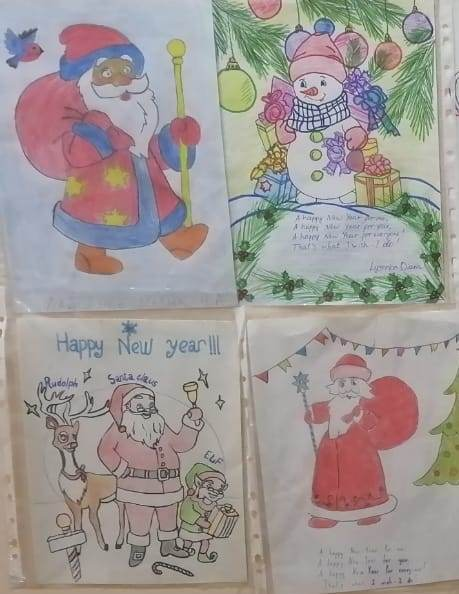 A happy New Year for me,
A happy New Year for you,
A happy New Year for everyone!
That's what I wish I do!
Happy New year!!!
Rudolph
Santa claus
Elf
A happy New Year for me
A happy New Year for you
A happy New Year for everyone!
That's what I wish I do